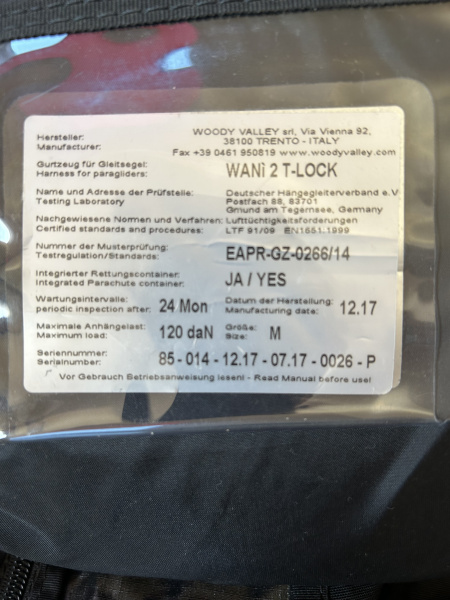 Hersteller: WOODY VALLEY srl, Via Vienna 92,
Manufacturer: 38100 TRENTO - ITALY
Fax +39 0461 950819 www.woodyvalley.com
Gurtzeug für Gleitsegel:
Harness for paragliders: WANI 2 T-LOCK
Name und Adresse der Prüfstelle: Deutscher Hängegleiterverband e.V
Testing Laboratory Postfach 88, 83701
Gmund am Tegernsee, Germany
Nachgewiesene Normen und Verfahren: Lufttüchtigkeitsforderungen
Certified standards and procedures: LTF 91/09 EN1651.1999
Nummer der Musterprüfung:
Testregulation/Standards: EAPR-GZ-0266/14
Integrierter Rettungscontainer:
Integrated Parachute container: JA / YES
Wartungsintervalle: 24 Mon Datum der Herstellung: 12.17
periodic inspection after: Manufacturing date:
Maximale Anhängelast: 120 daN Größe: M
Maximum load: Size:
Seriennummer:
Serialnumber: 85 - 014 - 12.17 - 07.17 - 0026 - P
Vor Gebrauch Betriebsanweisung lesen! - Read Manual before use!